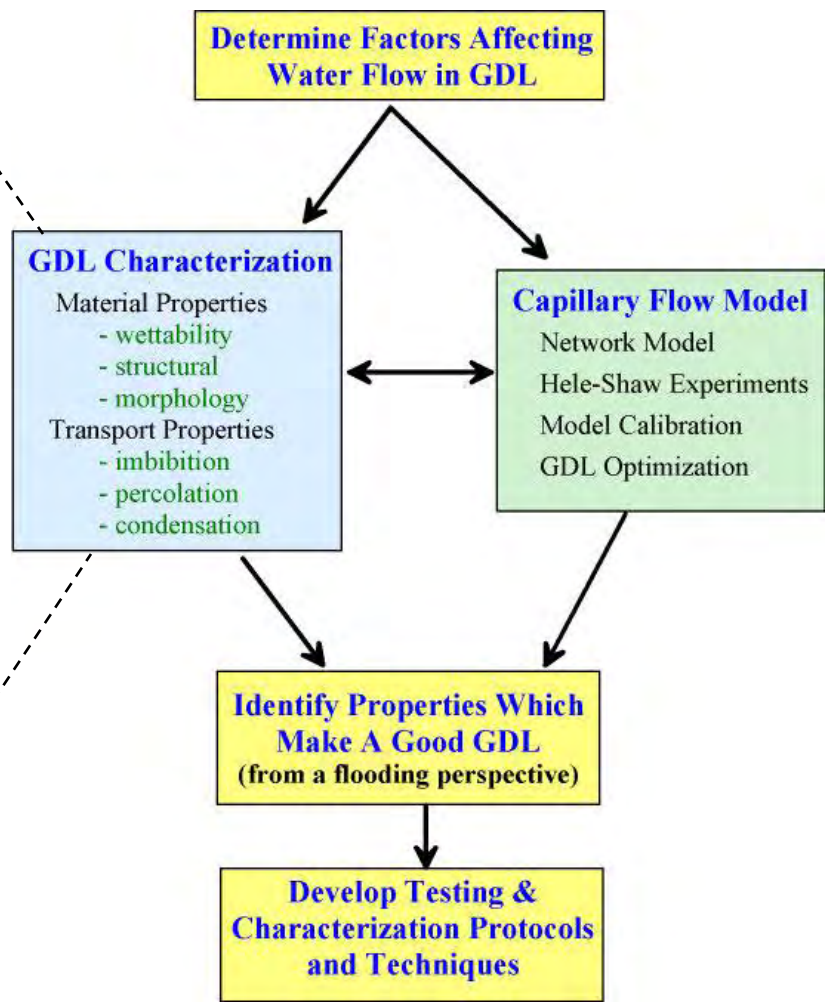 Determine Factors Affecting
Water Flow in GDL
GDL Characterization
Material Properties
- wettability
- structural
- morphology
Transport Properties
- imbibition
- percolation
- condensation
Capillary Flow Model
Network Model
Hele-Shaw Experiments
Model Calibration
GDL Optimization
Identify Properties Which
Make A Good GDL
(from a flooding perspective)
Develop Testing &
Characterization Protocols
and Techniques